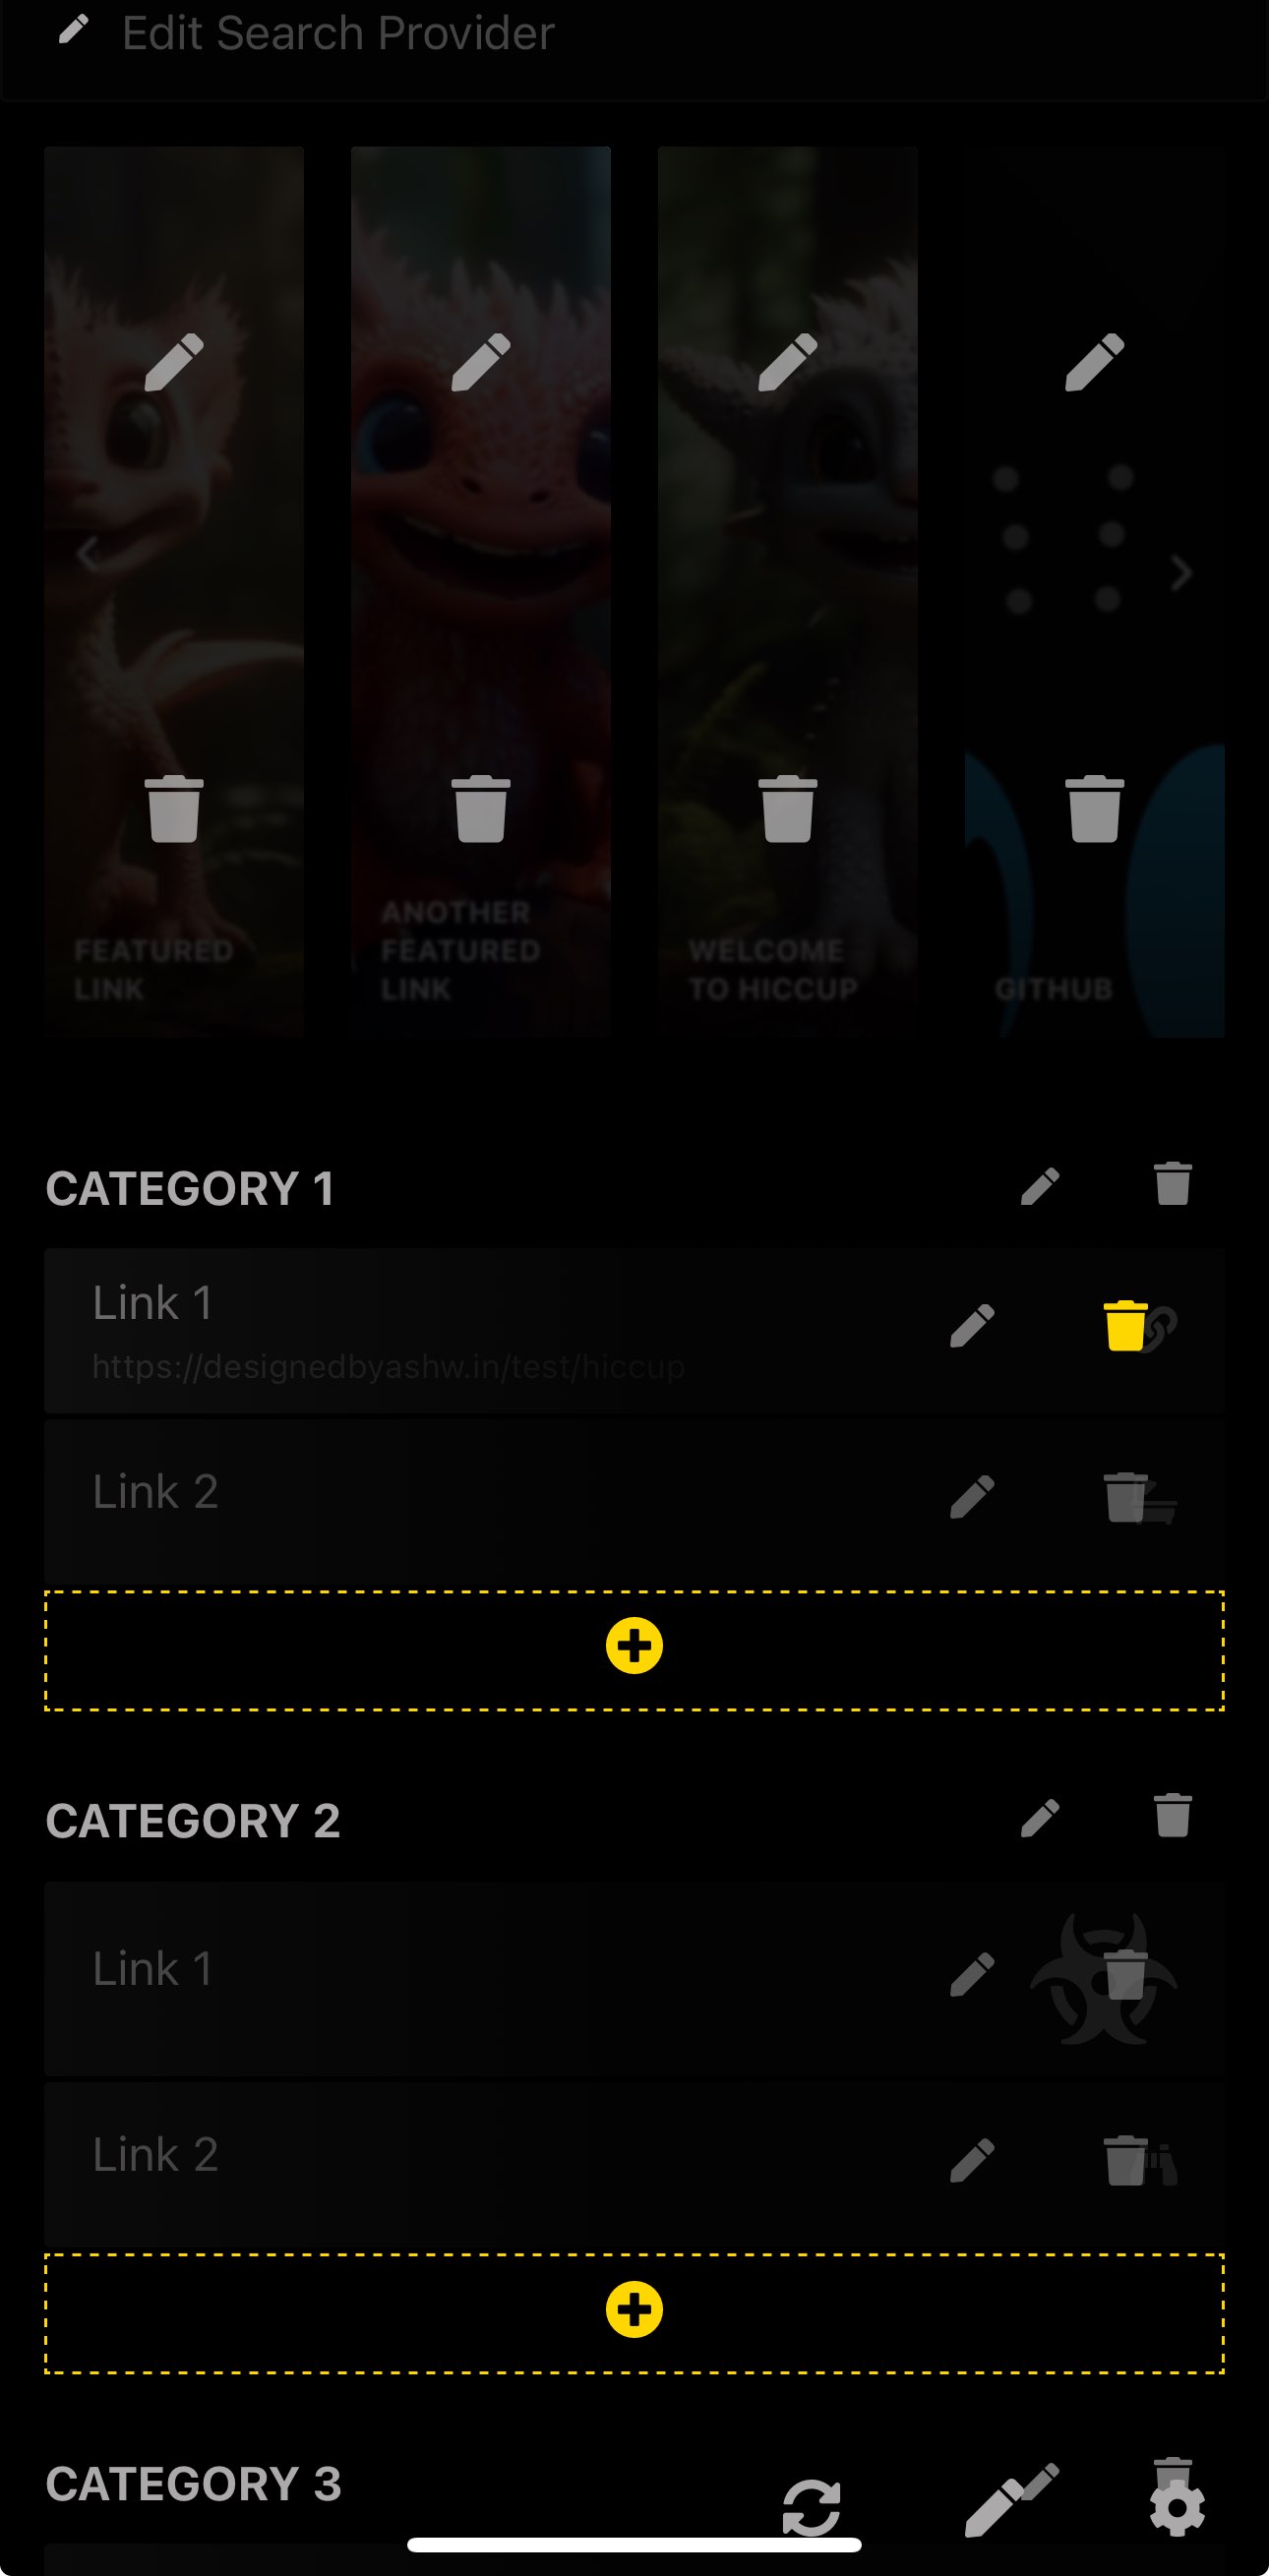 Edit Search Provider
FEATURED
LINK
ANOTHER
FEATURED
LINK
WELCOME
TO HICCUP
GITHUB
CATEGORY 1
Link 1
https://designedbyashw.in/test/hiccup
Link 2
CATEGORY 2
Link 1
Link 2
CATEGORY 3